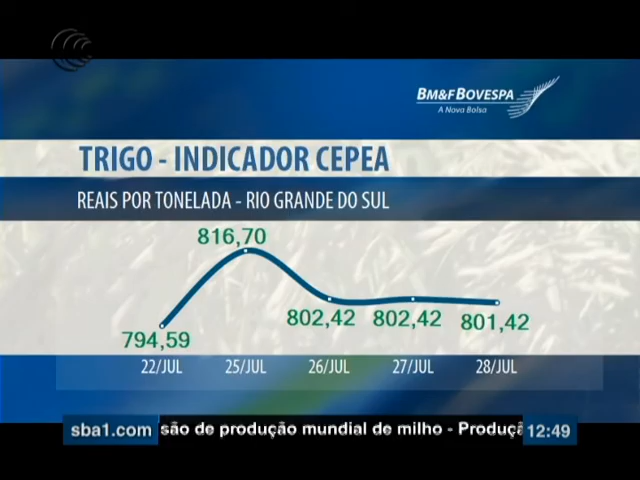 BM&FBOVESPA
A Nova Bolsa
TRIGO - INDICADOR CEPEA
REAIS POR TONELADA - RIO GRANDE DO SUL
816,70
794,59
802,42
802,42
801,42
22/JUL 25/JUL 26/JUL 27/JUL 28/JUL
sba1.com são de produção mundial de milho - Produçã 12:49